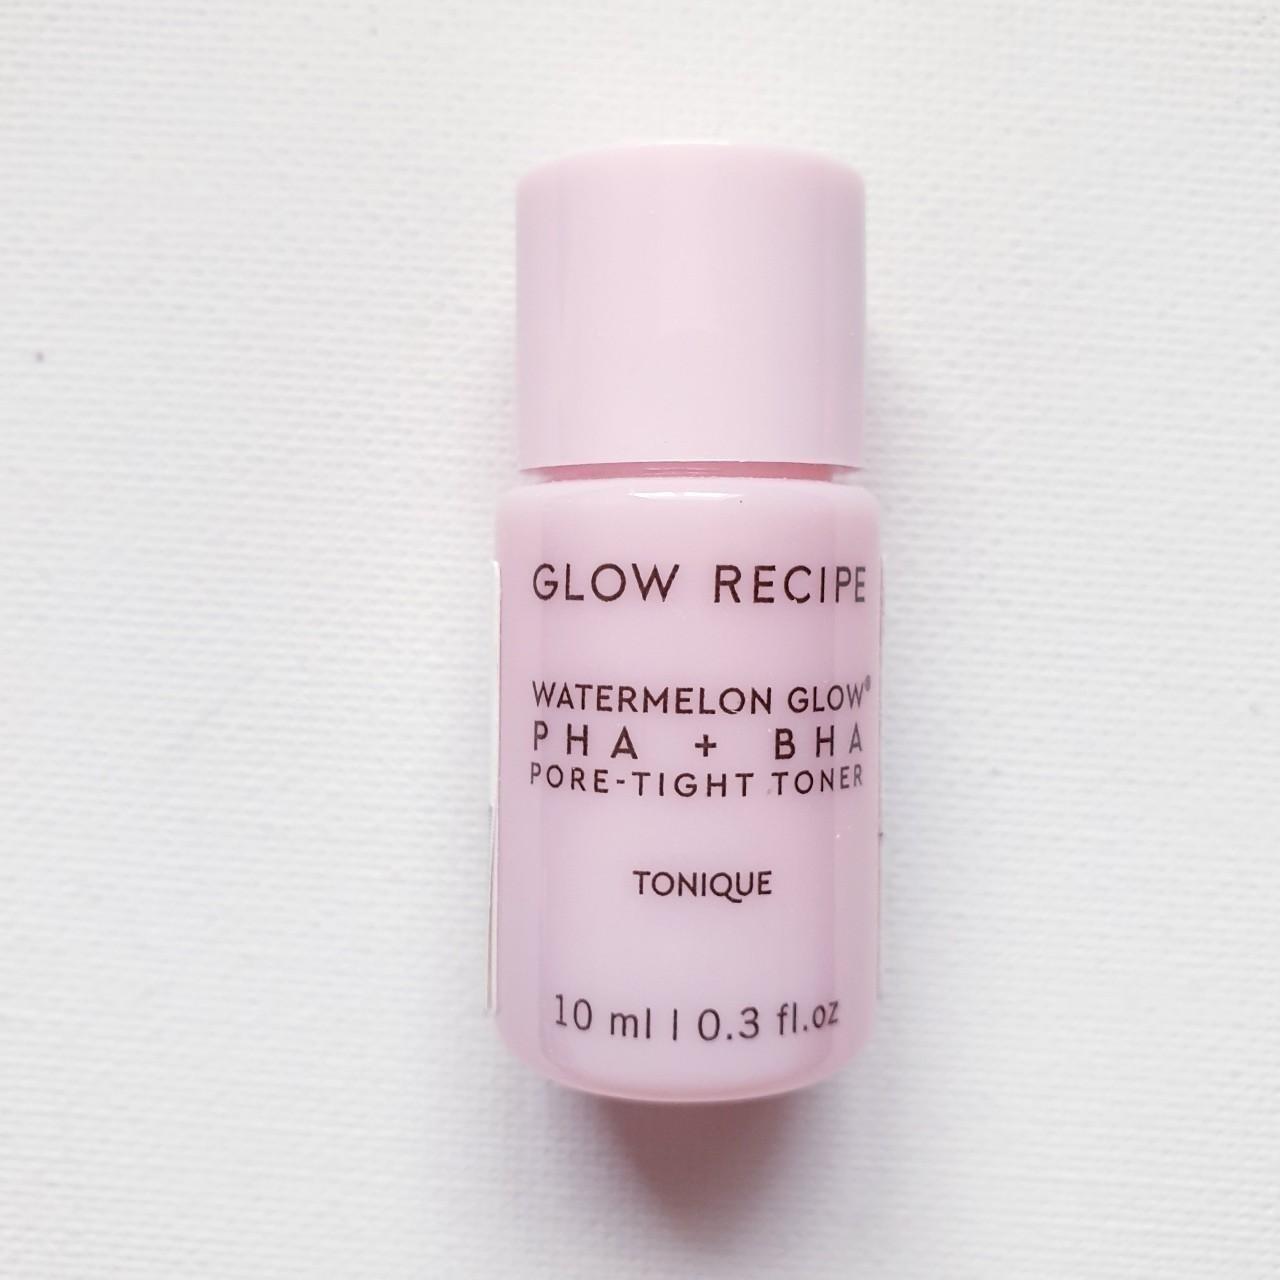 GLOW RECIPE
WATERMELON GLOW®
PHA + BHA
PORE-TIGHT TONER
TONIQUE
10 ml | 0.3 fl.oz